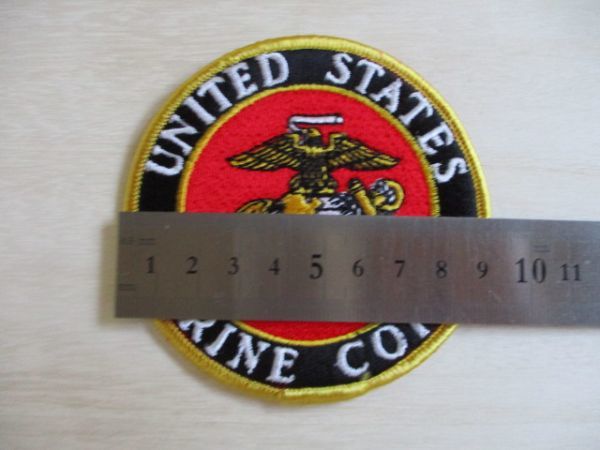 UNITED STATES
1 2 3 4 5 6 7 8 9 10 11
RINE CO